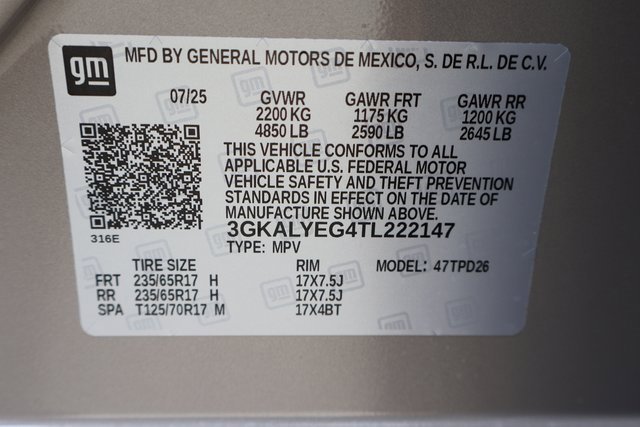 gm MFD BY GENERAL MOTORS DE MEXICO, S. DE R.L. DE C.V.
07/25 GVWR GAWR FRT GAWR RR
2200 KG 1175 KG 1200 KG
4850 LB 2590 LB 2645 LB
THIS VEHICLE CONFORMS TO ALL
APPLICABLE U.S. FEDERAL MOTOR
VEHICLE SAFETY AND THEFT PREVENTION
STANDARDS IN EFFECT ON THE DATE OF
MANUFACTURE SHOWN ABOVE.
3GKALYEG4TL222147
316E TYPE: MPV
TIRE SIZE RIM MODEL: 47TPD26
FRT 235/65R17 H 17X7.5J
RR 235/65R17 H 17X7.5J
SPA T125/70R17 M 17X4BT